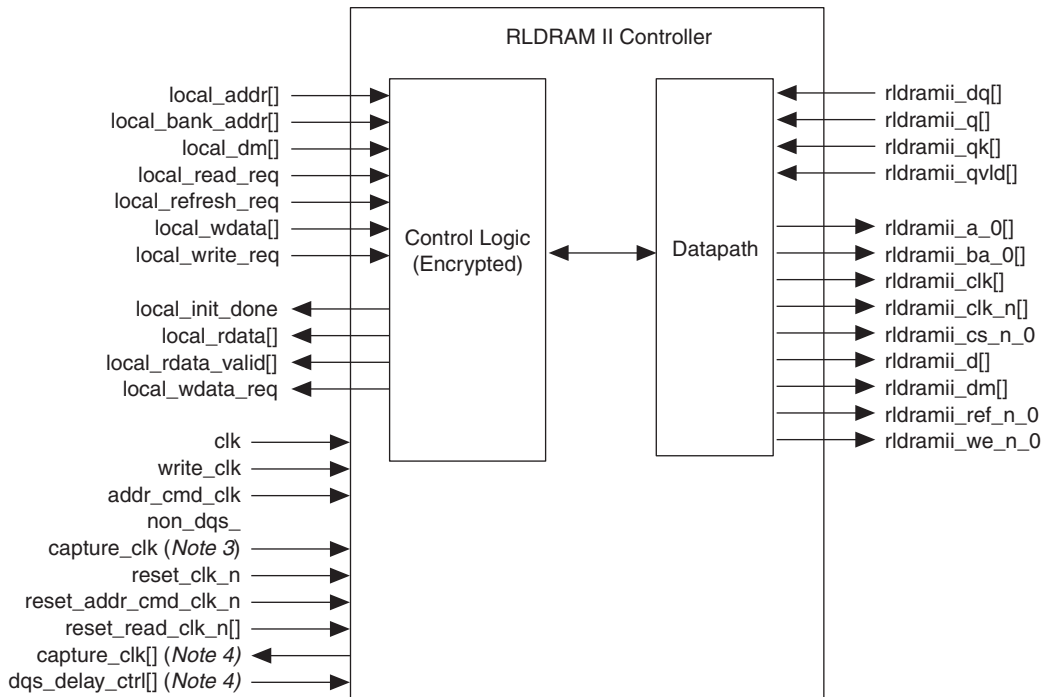 RLDRAM II Controller
local_addr[]
local_bank_addr[]
local_dm[]
local_read_req
local_refresh_req
local_wdata[]
local_write_req
local_init_done
local_rdata[]
local_rdata_valid[]
local_wdata_req
clk
write_clk
addr_cmd_clk
non_dqs_
capture_clk (Note 3)
reset_clk_n
reset_addr_cmd_clk_n
reset_read_clk_n[]
capture_clk[] (Note 4)
dqs_delay_ctrl[] (Note 4)
Control Logic
(Encrypted)
Datapath
rldramii_dq[]
rldramii_q[]
rldramii_qk[]
rldramii_qvld[]
rldramii_a_0[]
rldramii_ba_0[]
rldramii_clk[]
rldramii_clk_n[]
rldramii_cs_n_0
rldramii_d[]
rldramii_dm[]
rldramii_ref_n_0
rldramii_we_n_0